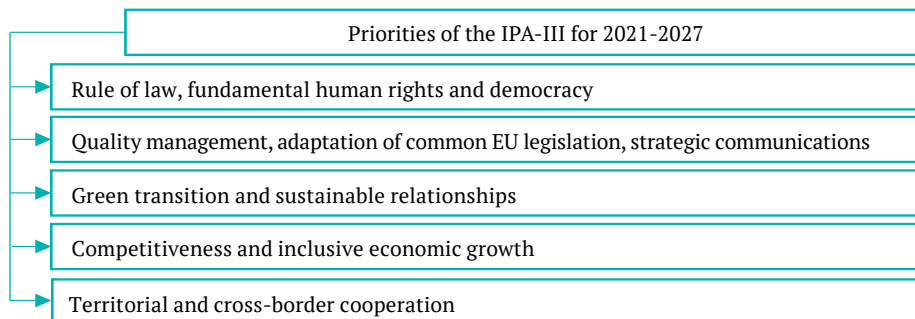 Priorities of the IPA-III for 2021-2027
Rule of law, fundamental human rights and democracy
Quality management, adaptation of common EU legislation, strategic communications
Green transition and sustainable relationships
Competitiveness and inclusive economic growth
Territorial and cross-border cooperation